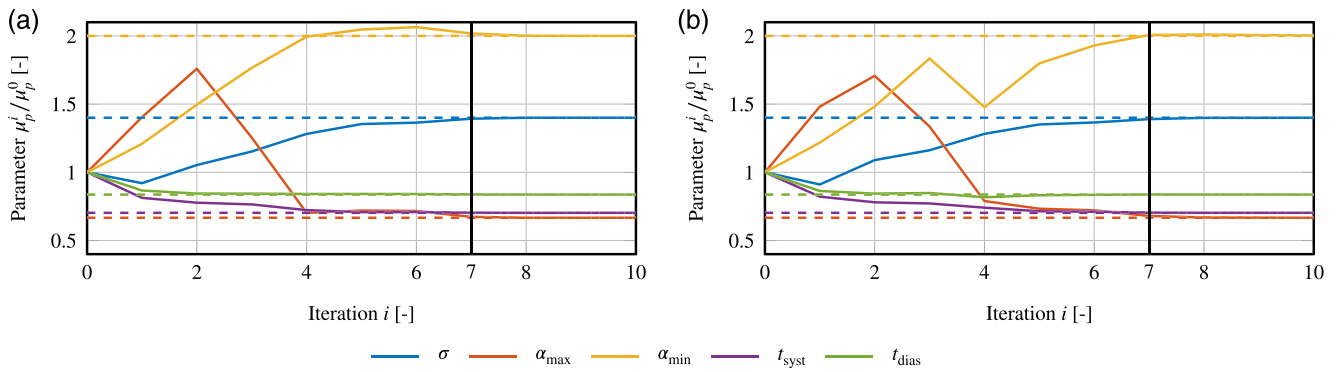 (a)
Parameter μ_p^i/μ_p^0 [-]
2
1.5
1
0.5
0 2 4 6 7 8 10
Iteration i [-]
(b)
Parameter μ_p^i/μ_p^0 [-]
2
1.5
1
0.5
0 2 4 6 7 8 10
Iteration i [-]
σ α_max α_min t_syst t_dias